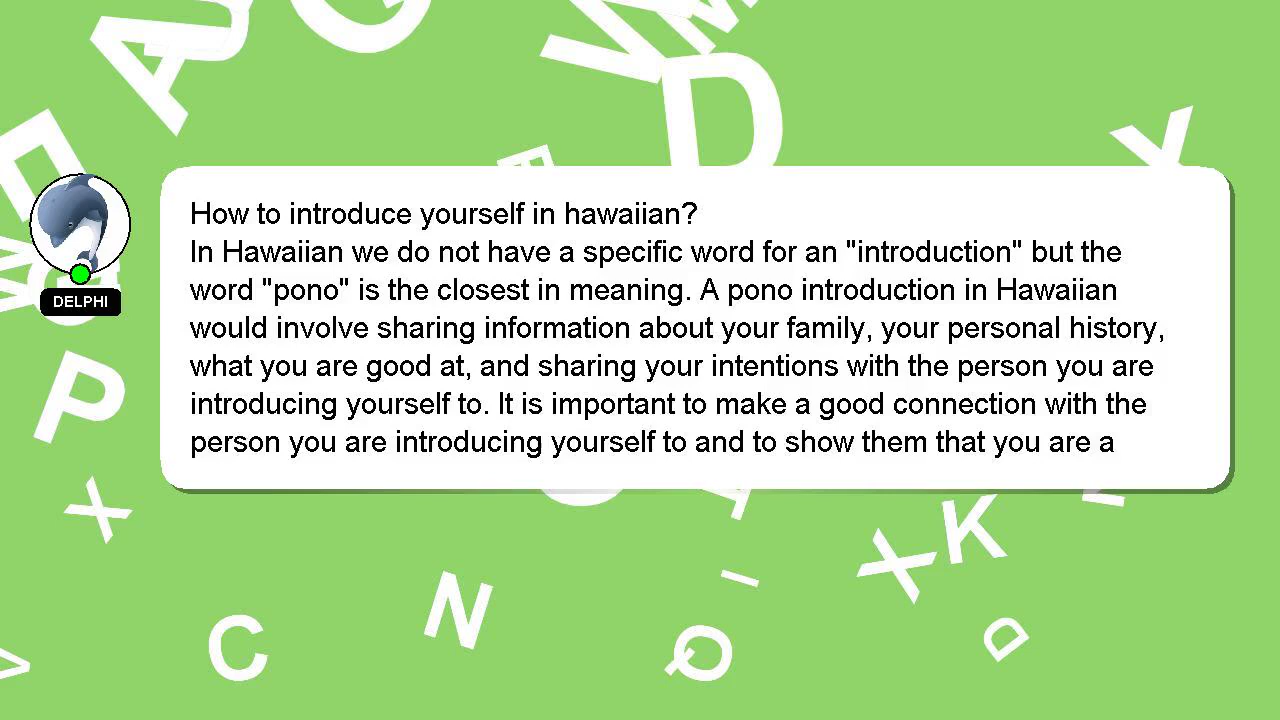 How to introduce yourself in hawaiian?
In Hawaiian we do not have a specific word for an "introduction" but the
word "pono" is the closest in meaning. A pono introduction in Hawaiian
would involve sharing information about your family, your personal history,
what you are good at, and sharing your intentions with the person you are
introducing yourself to. It is important to make a good connection with the
person you are introducing yourself to and to show them that you are a
DELPHI